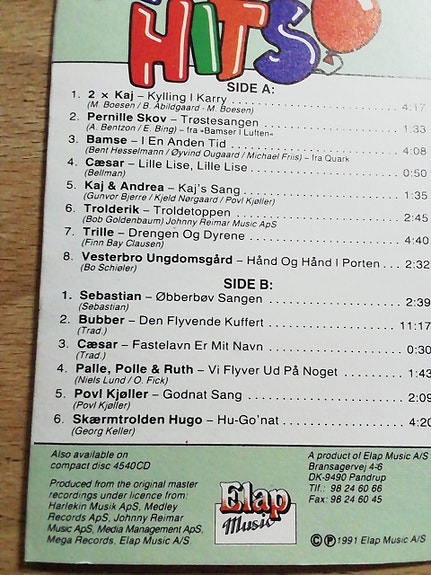 HITS
SIDE A:
1. 2 x Kaj – Kylling I Karry . . . . . . . . . . . . . . . . . . 4:17
(M. Boesen / B. Abildgaard - M. Boesen)
2. Pernille Skov – Trøstesangen . . . . . . . . . . . . . . 1:33
(A. Bentzon / E. Bing) – fra »Bamser I Luften«
3. Bamse – I En Anden Tid . . . . . . . . . . . . . . . . . . 4:08
(Bent Hesselmann / Øyvind Ougaard / Michael Friis) – fra Quark
4. Cæsar – Lille Lise, Lille Lise . . . . . . . . . . . . . . . . 0:50
(Bellman)
5. Kaj & Andrea – Kaj's Sang . . . . . . . . . . . . . . . . 1:35
(Gunvor Bjerre / Kjeld Nørgaard / Povl Kjøller)
6. Trolderik – Troldetoppen . . . . . . . . . . . . . . . . . 2:45
(Bob Goldenbaum) Johnny Reimar Music ApS
7. Trille – Drengen Og Dyrene . . . . . . . . . . . . . . . 4:40
(Finn Bay Clausen)
8. Vesterbro Ungdomsgård – Hånd Og Hånd I Porten . . . 2:32
(Bo Schiøler)
SIDE B:
1. Sebastian – Øbberbøv Sangen . . . . . . . . . . . . . . 2:39
(Sebastian)
2. Bubber – Den Flyvende Kuffert . . . . . . . . . . . . . . 11:17
(Trad.)
3. Cæsar – Fastelavn Er Mit Navn . . . . . . . . . . . . . 0:30
(Trad.)
4. Palle, Polle & Ruth – Vi Flyver Ud På Noget . . . . . . 1:43
(Niels Lund / O. Fick)
5. Povl Kjøller – Godnat Sang . . . . . . . . . . . . . . . 2:09
(Povl Kjøller)
6. Skærmtrolden Hugo – Hu-Go'nat . . . . . . . . . . . . 4:20
(Georg Keller)
Also available on
compact disc 4540CD
Produced from the original master
recordings under licence from:
Harlekin Musik ApS, Medley
Records ApS, Johnny Reimar
Music ApS, Media Management ApS,
Mega Records, Elap Music A/S
Elap
Music
A product of Elap Music A/S
Bransagervej 4-6
DK-9490 Pandrup
Tlf.: 98 24 60 66
Fax: 98 24 60 45
©℗ 1991 Elap Music A/S